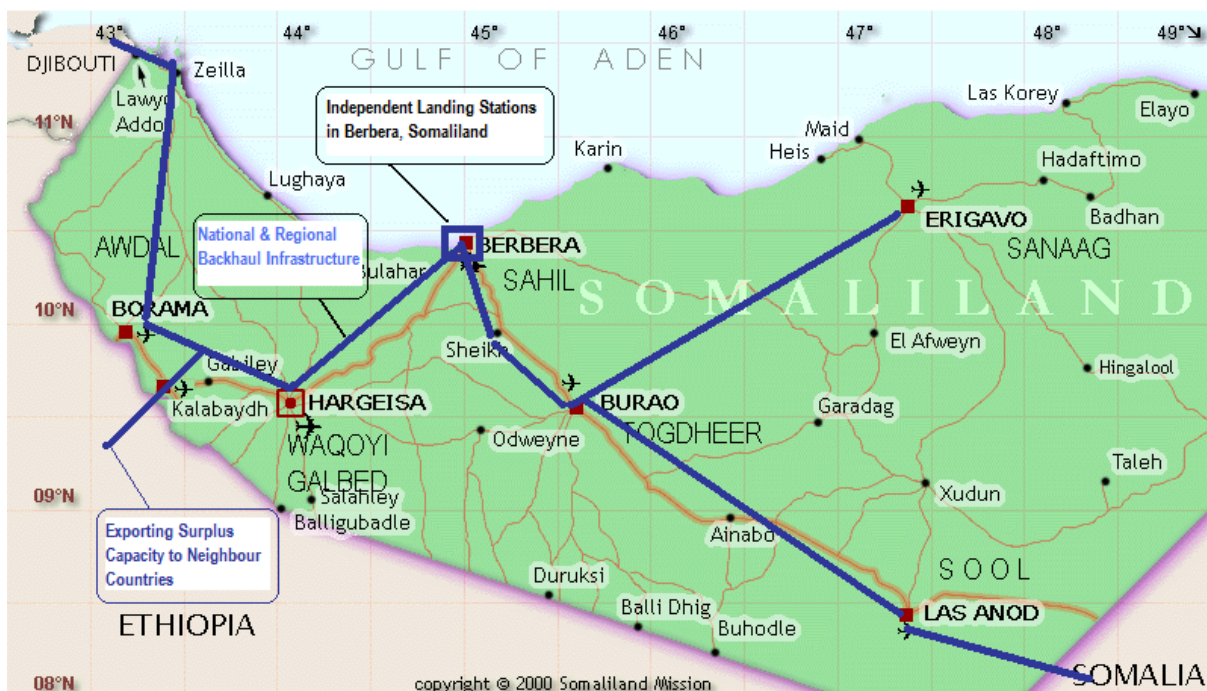 43°
44°
45°
46°
47°
48°
49°
GULF OF ADEN
DJIBOUTI
Zeilla
Lawyo
Addo
11°N
Independent Landing Stations
in Berbera, Somaliland
Las Korey
Elayo
Maid
Heis
Karin
Hadaftimo
Badhan
Lughaya
ERIGAVO
SANAAG
National & Regional
Backhaul Infrastructure
AWDAL
BERBERA
Bulahar
SAHIL
SOMALILAND
10°N
BORAMA
Sheikh
El Afweyn
Hingalool
Gabiley
Kalabaydh
HARGEISA
BURAO
TOGDHEER
Garadag
Odweyne
WAQOYI
GALBED
Taleh
09°N
Salahley
Balligubadle
Xudun
Ainabo
Exporting Surplus
Capacity to Neighbour
Countries
SOOL
Duruksi
Balli Dhig
Buhodle
LAS ANOD
ETHIOPIA
SOMALIA
08°N
copyright © 2000 Somaliland Mission